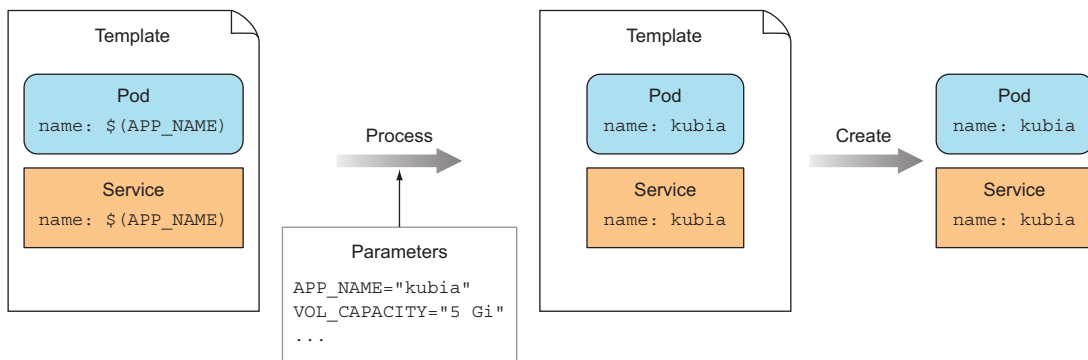 Template
Pod
name: $(APP_NAME)
Service
name: $(APP_NAME)
Process
Parameters
APP_NAME="kubia"
VOL_CAPACITY="5 Gi"
...
Template
Pod
name: kubia
Service
name: kubia
Create
Pod
name: kubia
Service
name: kubia